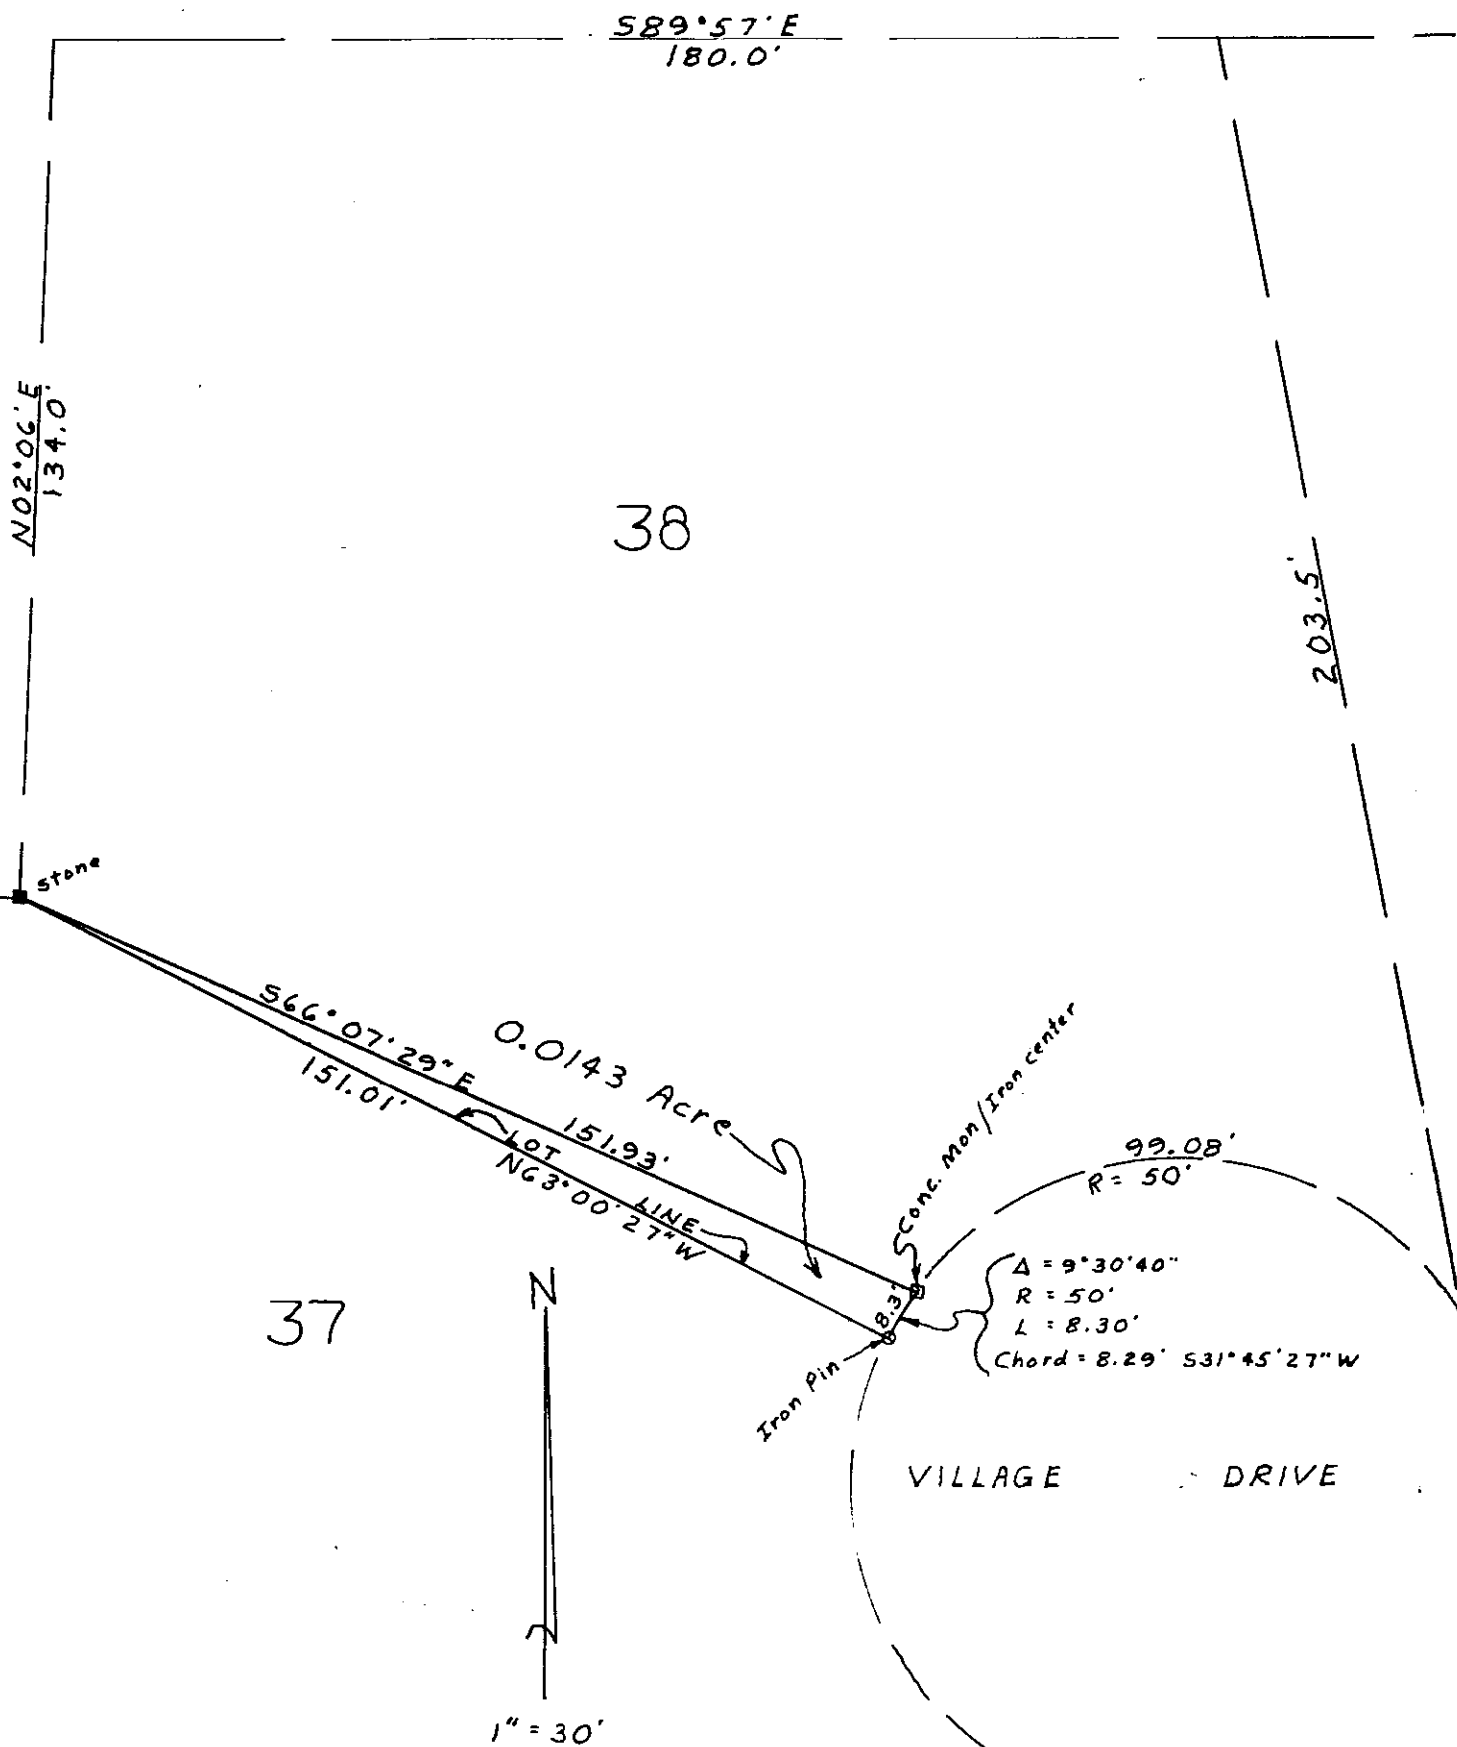 S89°57'E
180.0'
N02°06'E
134.0'
38
203.5'
stone
S66°07'29"E
151.93'
0.0143 Acre
151.01'
LOT LINE
N63°00'27"W
Conc. Mon/Iron center
99.08'
R = 50'
8.3'
Δ = 9°30'40"
R = 50'
L = 8.30'
Chord = 8.29' S31°45'27"W
Iron Pin
37
N
VILLAGE DRIVE
1" = 30'